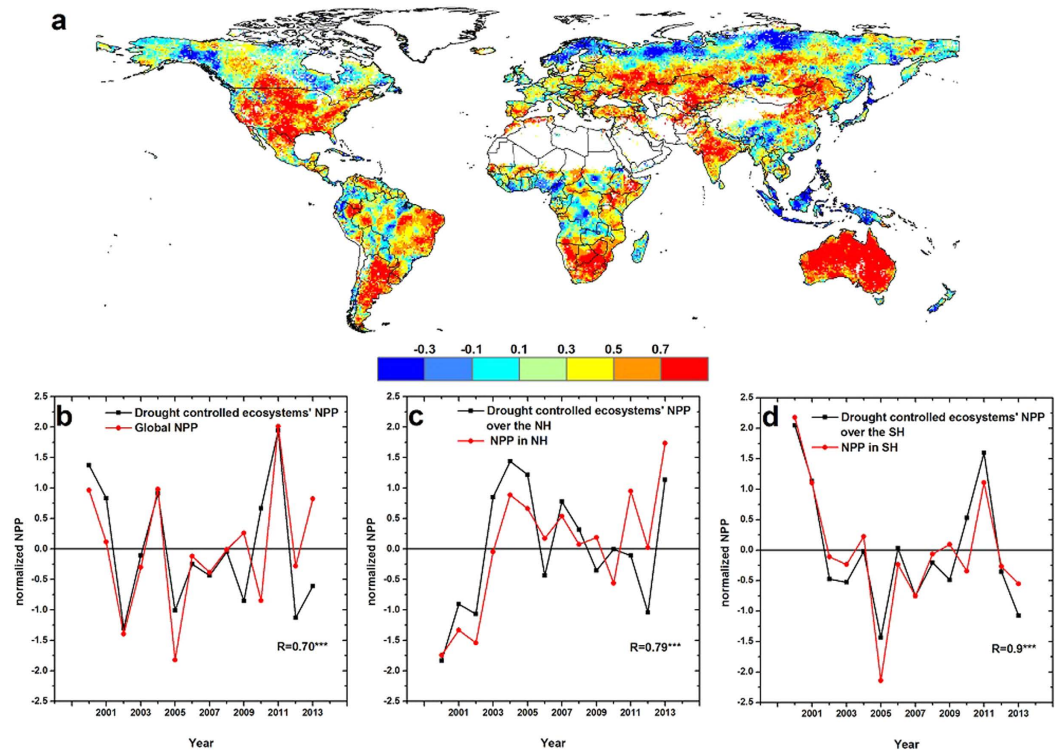 a
-0.3 -0.1 0.1 0.3 0.5 0.7
b
Drought controlled ecosystems' NPP
Global NPP
normalized NPP
2.5
2.0
1.5
1.0
0.5
0.0
-0.5
-1.0
-1.5
-2.0
-2.5
R=0.70***
2001 2003 2005 2007 2009 2011 2013
Year
c
Drought controlled ecosystems' NPP
over the NH
NPP in NH
normalized NPP
2.5
2.0
1.5
1.0
0.5
0.0
-0.5
-1.0
-1.5
-2.0
-2.5
R=0.79***
2001 2003 2005 2007 2009 2011 2013
Year
d
Drought controlled ecosystems' NPP
over the SH
NPP in SH
normalized NPP
2.5
2.0
1.5
1.0
0.5
0.0
-0.5
-1.0
-1.5
-2.0
-2.5
R=0.9***
2001 2003 2005 2007 2009 2011 2013
Year